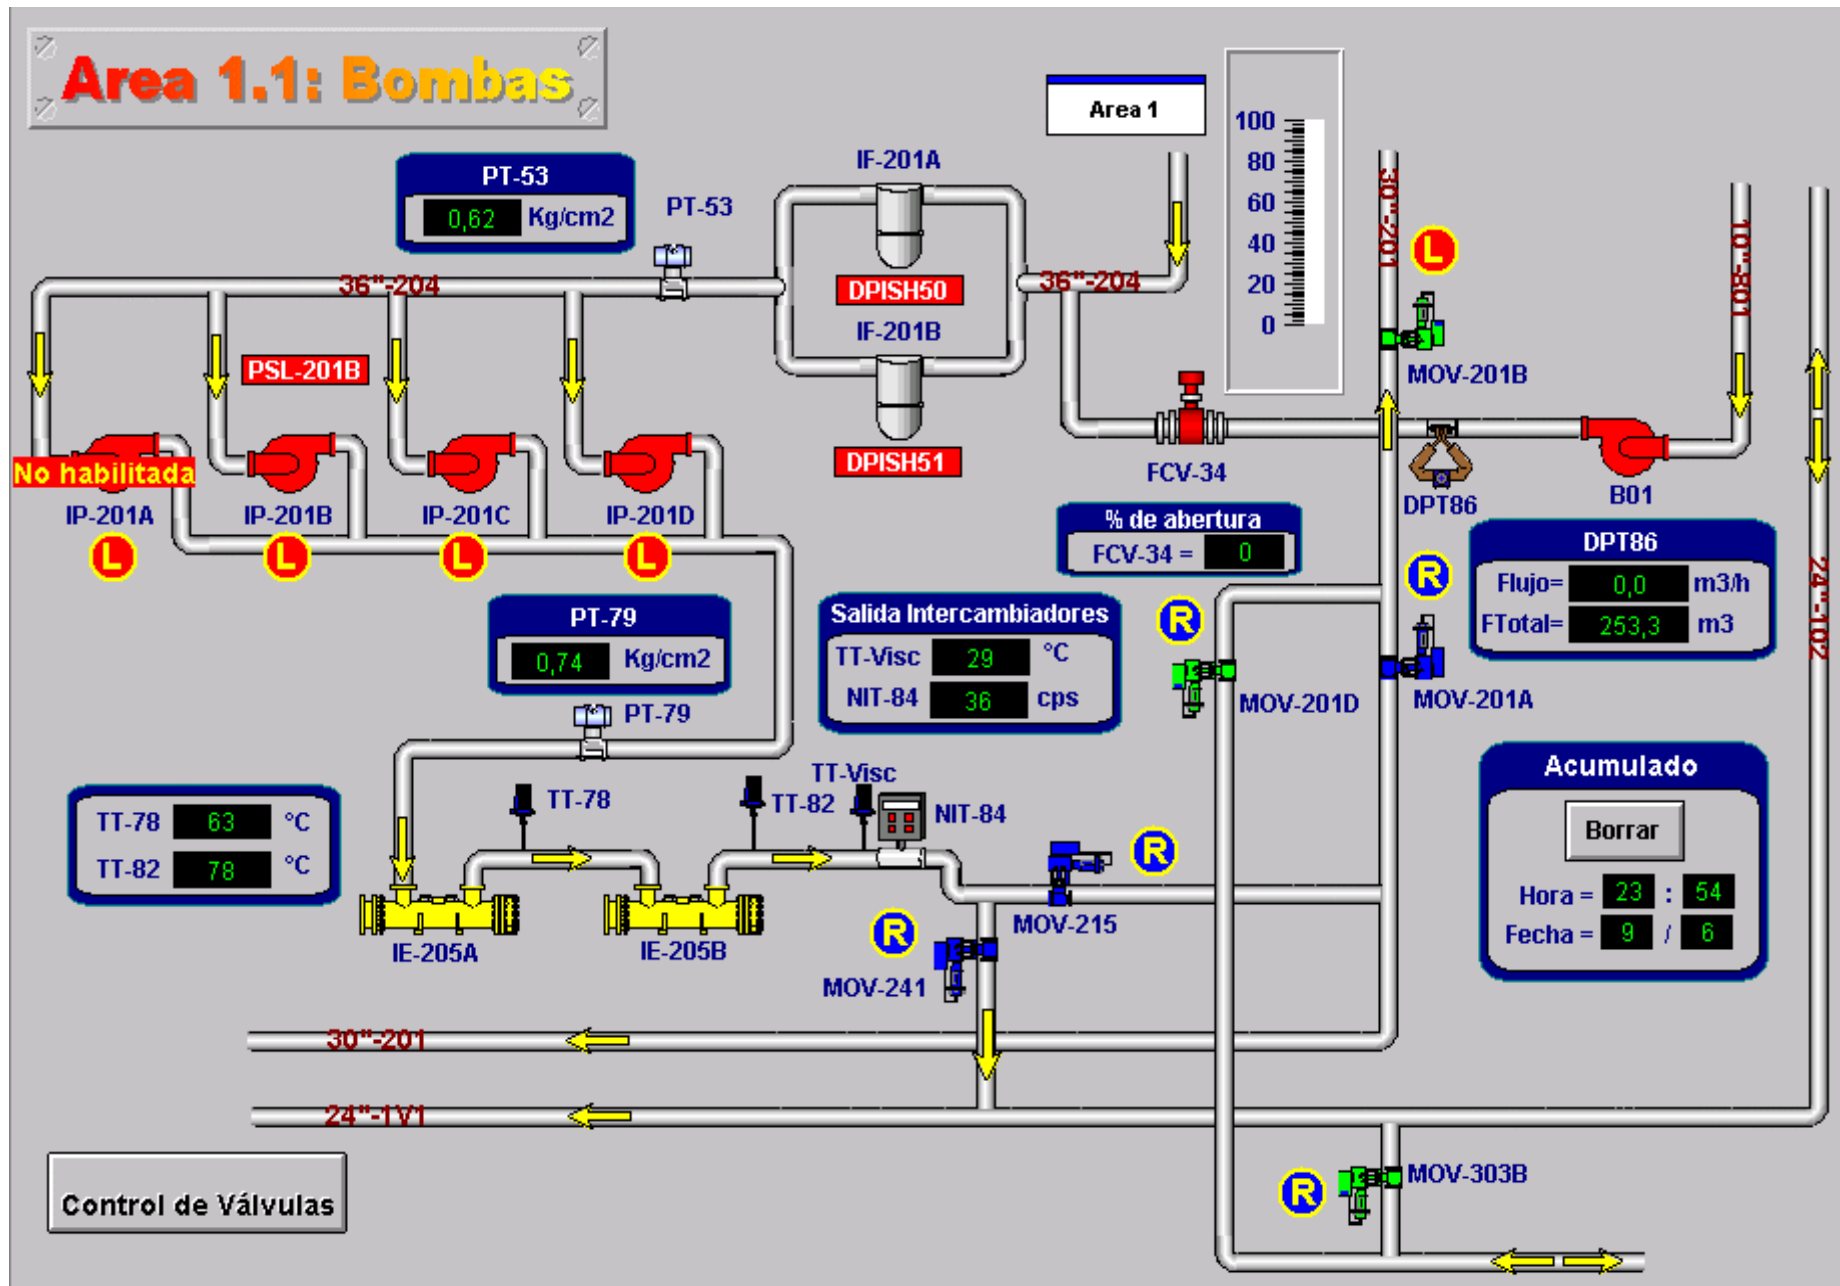 Area 1.1: Bombas
Area 1
100
80
60
40
20
0
PT-53
0,62 Kg/cm2
PT-53
IF-201A
DPISH50
IF-201B
DPISH51
36"-204
36"-204
30"-201
L
10"-801
MOV-201B
PSL-201B
No habilitada
IP-201A
IP-201B
IP-201C
IP-201D
L
L
L
L
FCV-34
DPT86
B01
% de abertura
FCV-34 = 0
DPT86
Flujo= 0,0 m3/h
FTotal= 253,3 m3
24"-102
R
R
MOV-201D
MOV-201A
PT-79
0,74 Kg/cm2
PT-79
Salida Intercambiadores
TT-Visc 29 °C
NIT-84 36 cps
TT-78 63 °C
TT-82 78 °C
TT-78
TT-82
TT-Visc
NIT-84
R
MOV-215
IE-205A
IE-205B
R
MOV-241
Acumulado
Borrar
Hora = 23 : 54
Fecha = 9 / 6
30"-201
24"-1V1
Control de Válvulas
R
MOV-303B